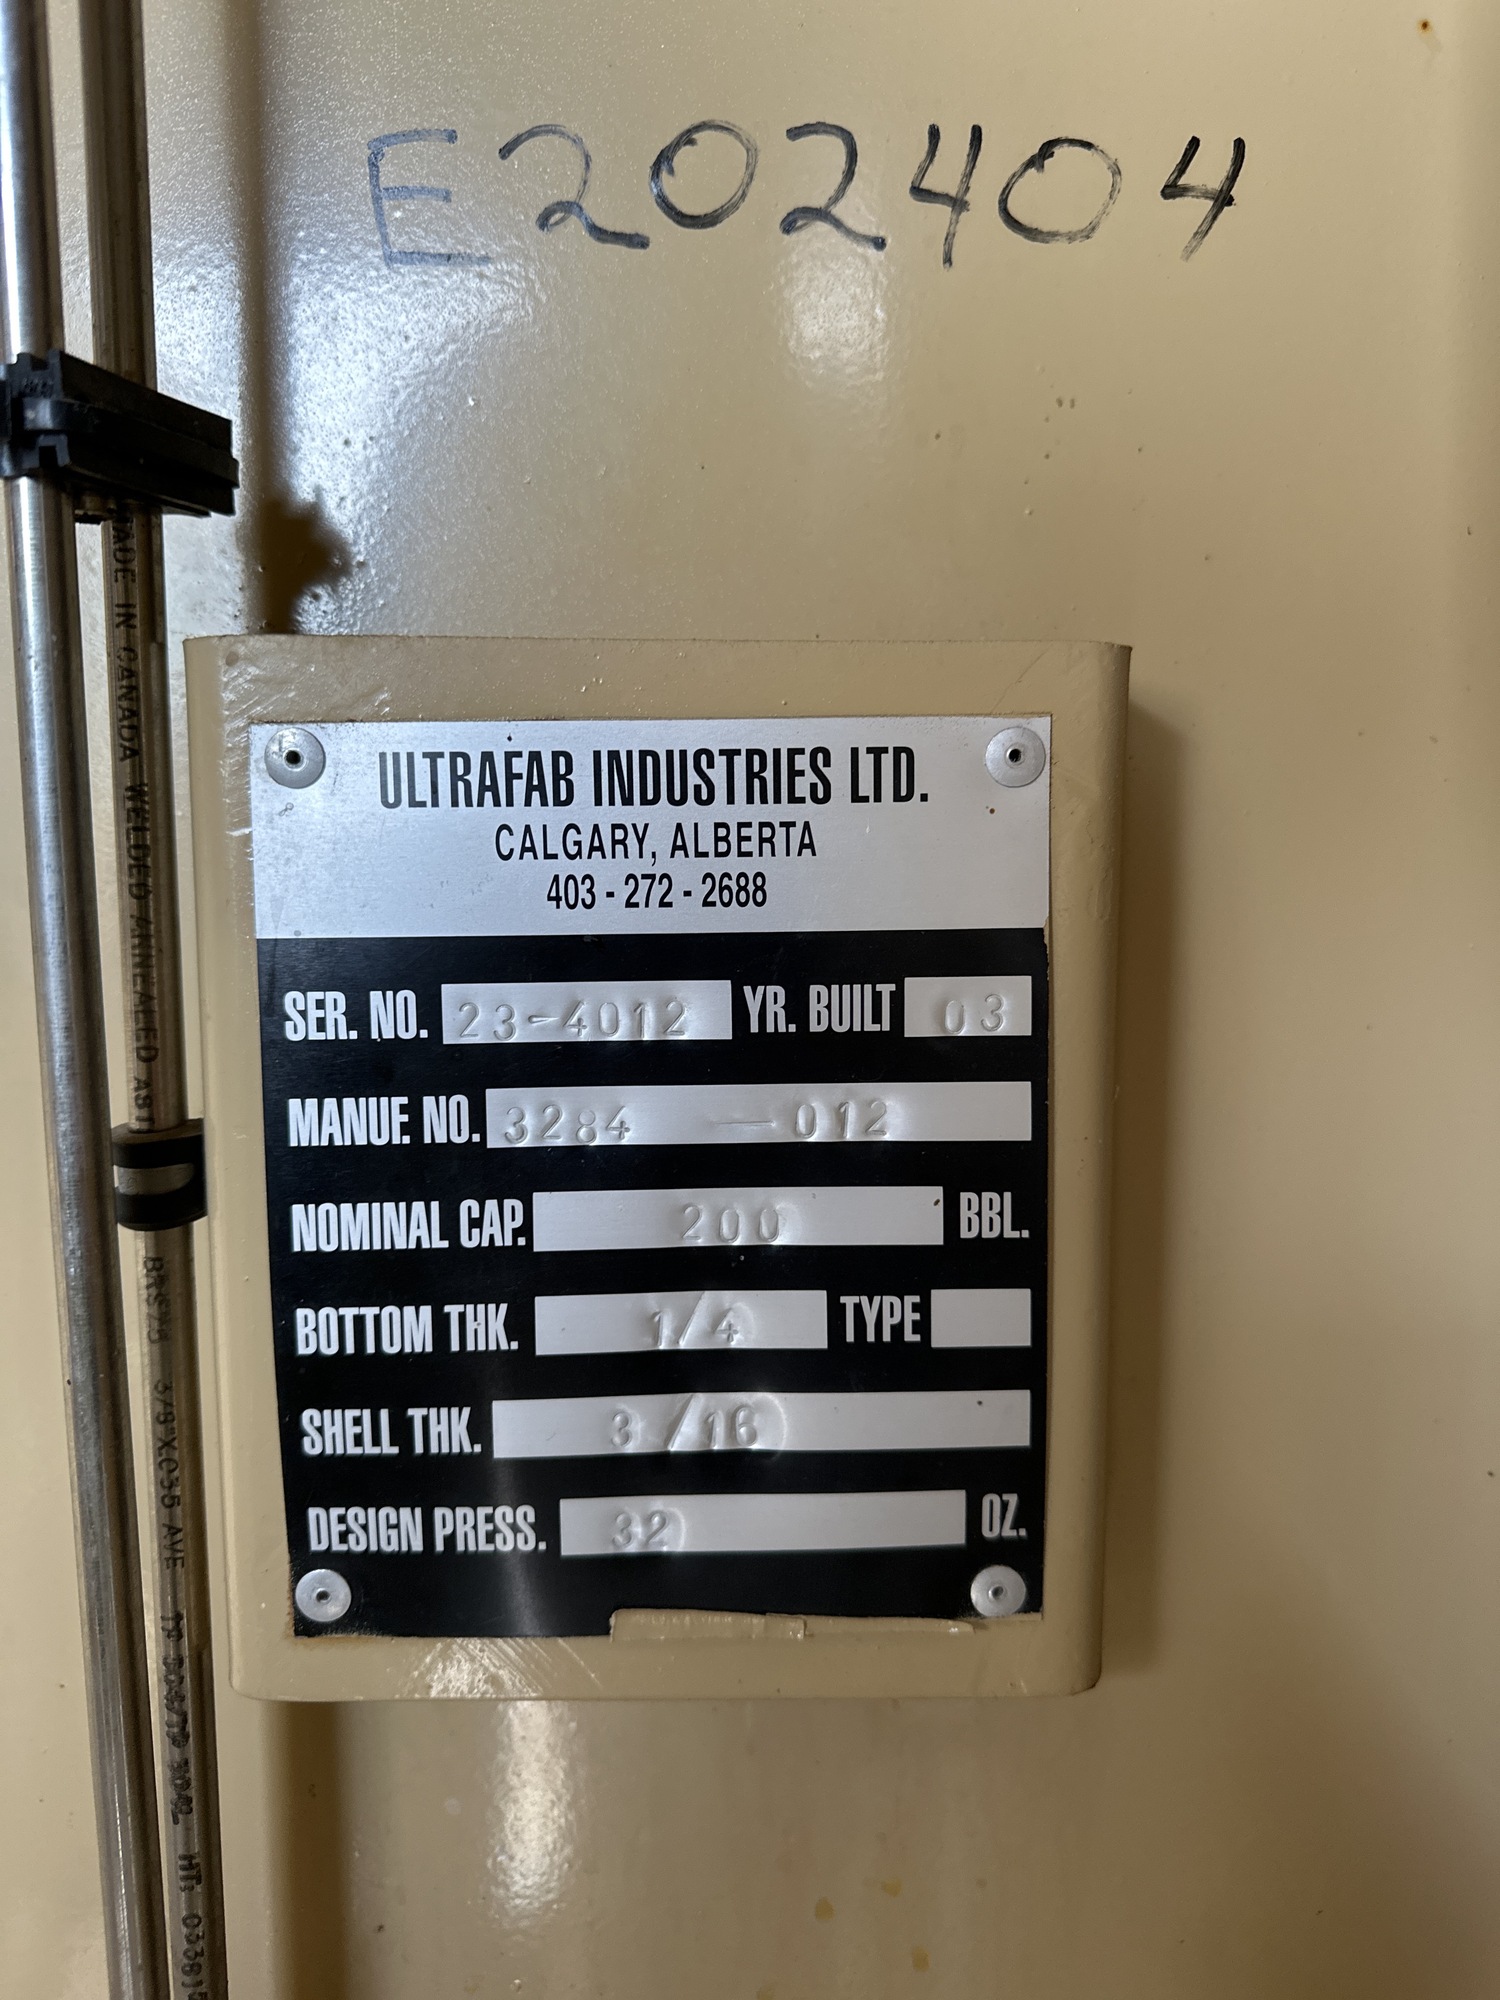 E202404
ULTRAFAB INDUSTRIES LTD.
CALGARY, ALBERTA
403 - 272 - 2688
SER. NO. 23-4012 YR. BUILT 03
MANUF. NO. 3284 — 012
NOMINAL CAP. 200 BBL.
BOTTOM THK. 1/4 TYPE
SHELL THK. 3/16
DESIGN PRESS. 32 OZ.
MADE IN CANADA WELDED ANNEALED
3/8 X 035 AVE